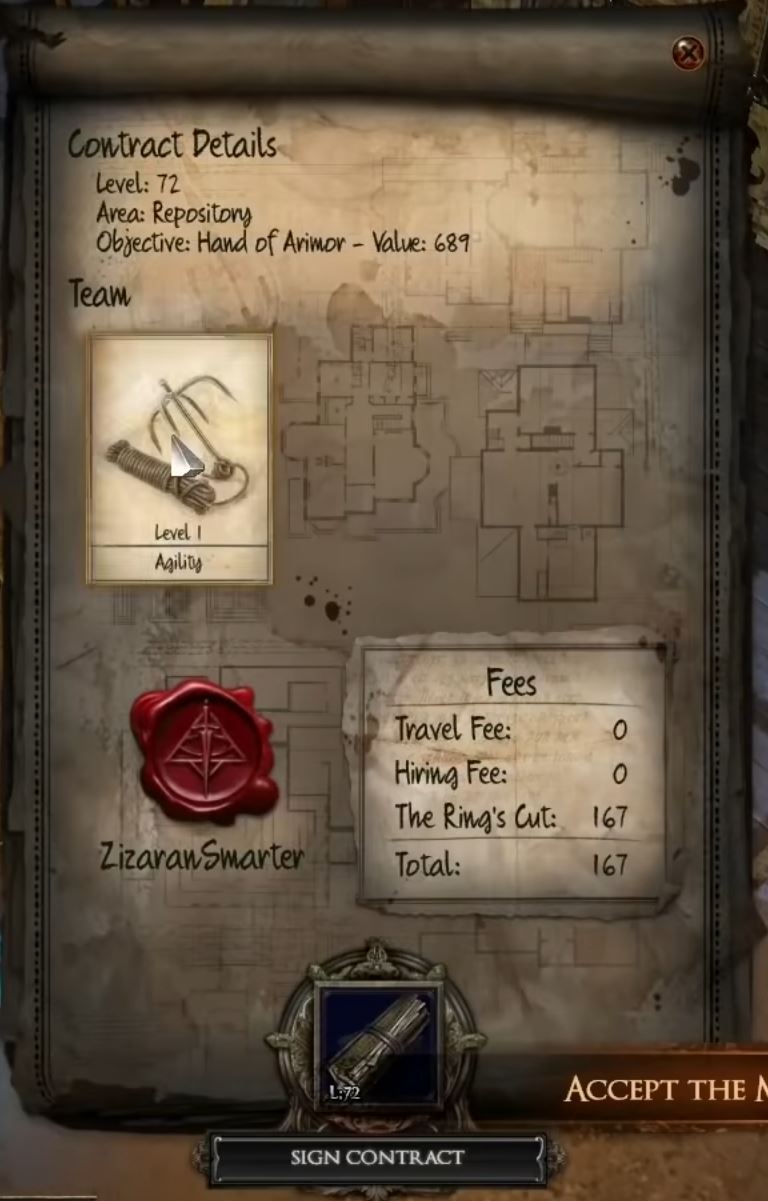 Contract Details
Level: 72
Area: Repository
Objective: Hand of Arimor - Value: 689
Team
Level 1
Agility
Fees
Travel Fee: 0
Hiring Fee: 0
The Ring's Cut: 167
Total: 167
ZizaranSmarter
L:72
ACCEPT THE M
SIGN CONTRACT